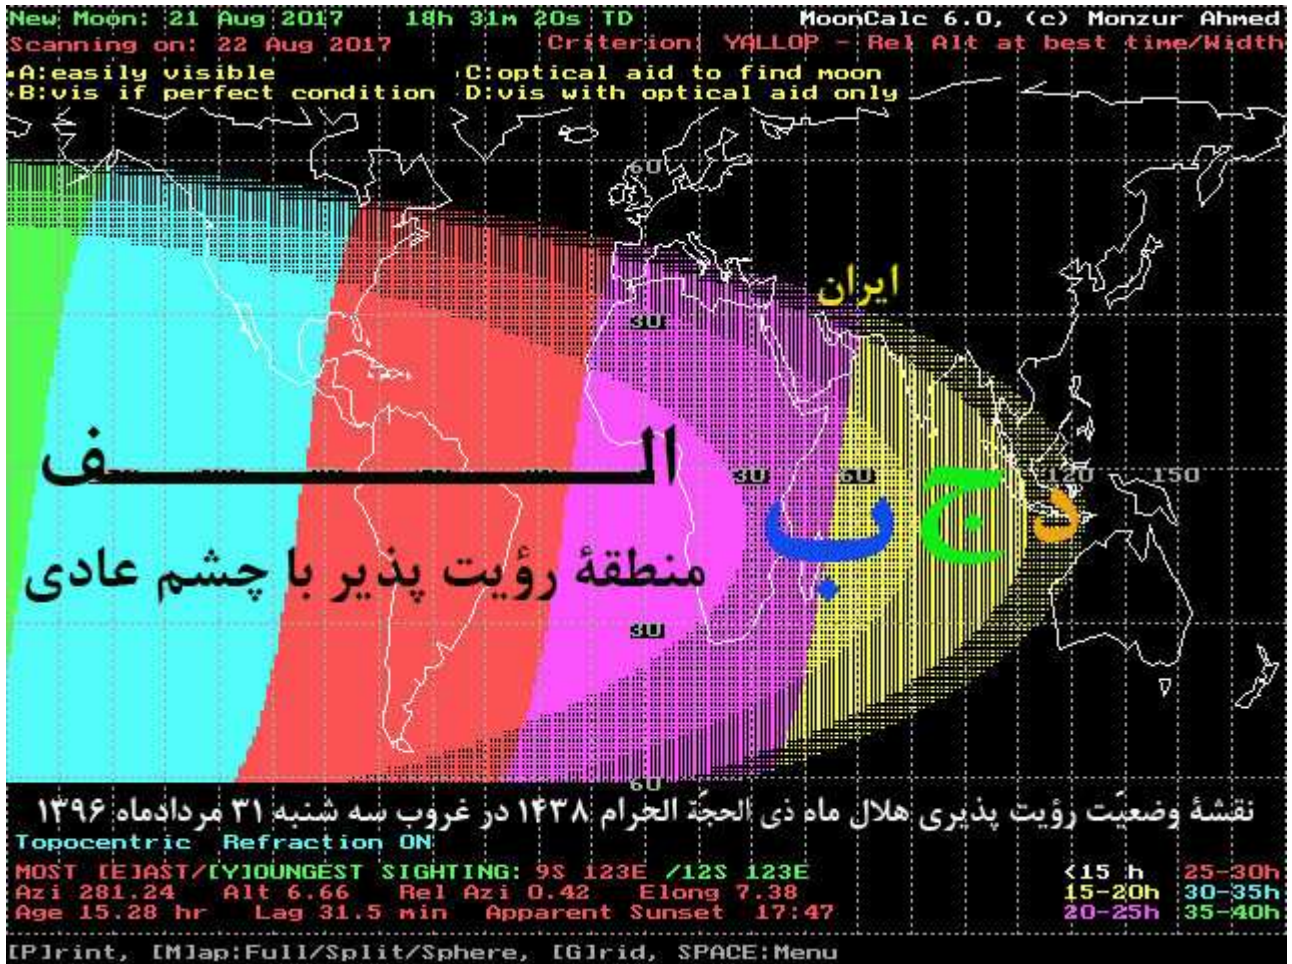 New Moon: 21 Aug 2017 18h 31m 20s TD MoonCalc 6.0, (c) Monzur Ahmed
Scanning on: 22 Aug 2017 Criterion: YALLOP - Rel Alt at best time/Width
A:easily visible C:optical aid to find moon
B:vis if perfect condition D:vis with optical aid only
60
ایران
30
الف
30 60 120 150
ب ج د
منطقهٔ رؤیت پذیر با چشم عادی
30
60
نقشهٔ وضعیّت رؤیت پذیری هلال ماه ذی الحجّة الحرام ۱۴۳۸ در غروب سه شنبه ۳۱ مردادماه ۱۳۹۶
Topocentric Refraction ON
MOST [E]AST/[Y]OUNGEST SIGHTING: 9S 123E /12S 123E <15 h 25-30h
Azi 281.24 Alt 6.66 Rel Azi 0.42 Elong 7.38 15-20h 30-35h
Age 15.28 hr Lag 31.5 min Apparent Sunset 17:47 20-25h 35-40h
[P]rint, [M]ap:Full/Split/Sphere, [G]rid, SPACE:Menu